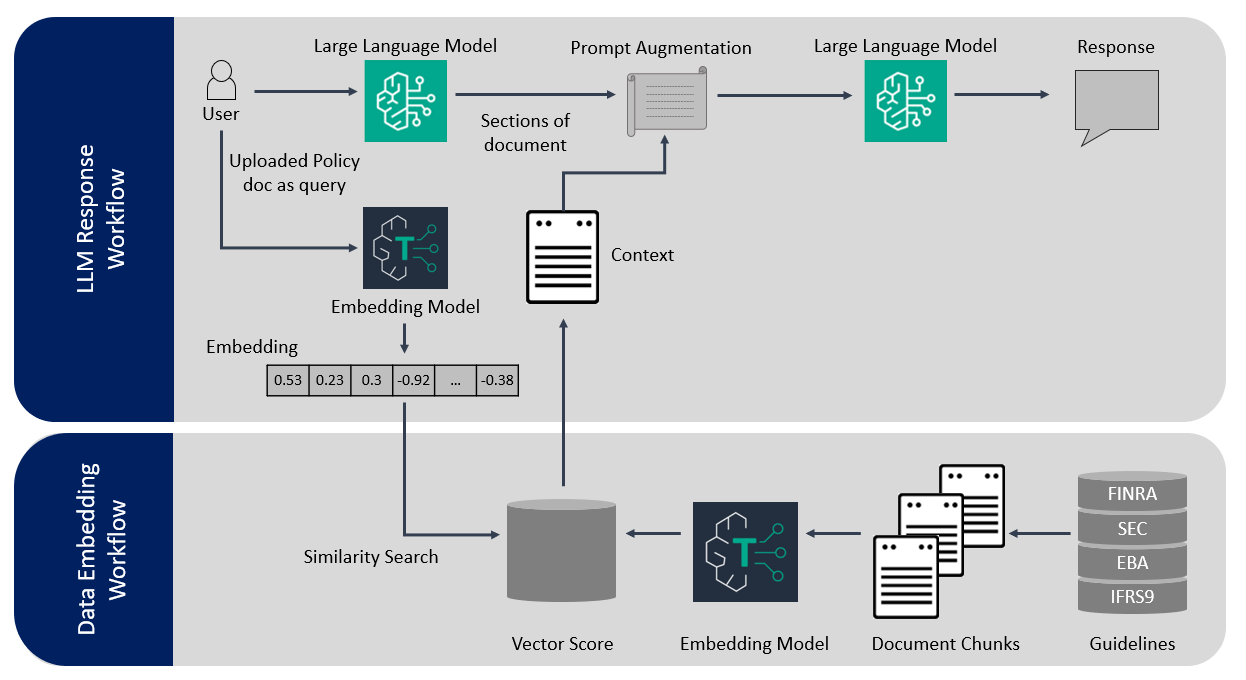 LLM Response
Workflow
Large Language Model
Prompt Augmentation
Large Language Model
Response
User
Sections of
document
Uploaded Policy
doc as query
T
Context
Embedding Model
Embedding
0.53 0.23 0.3 -0.92 ... -0.38
Data Embedding
Workflow
Similarity Search
T
FINRA
SEC
EBA
IFRS9
Vector Score
Embedding Model
Document Chunks
Guidelines